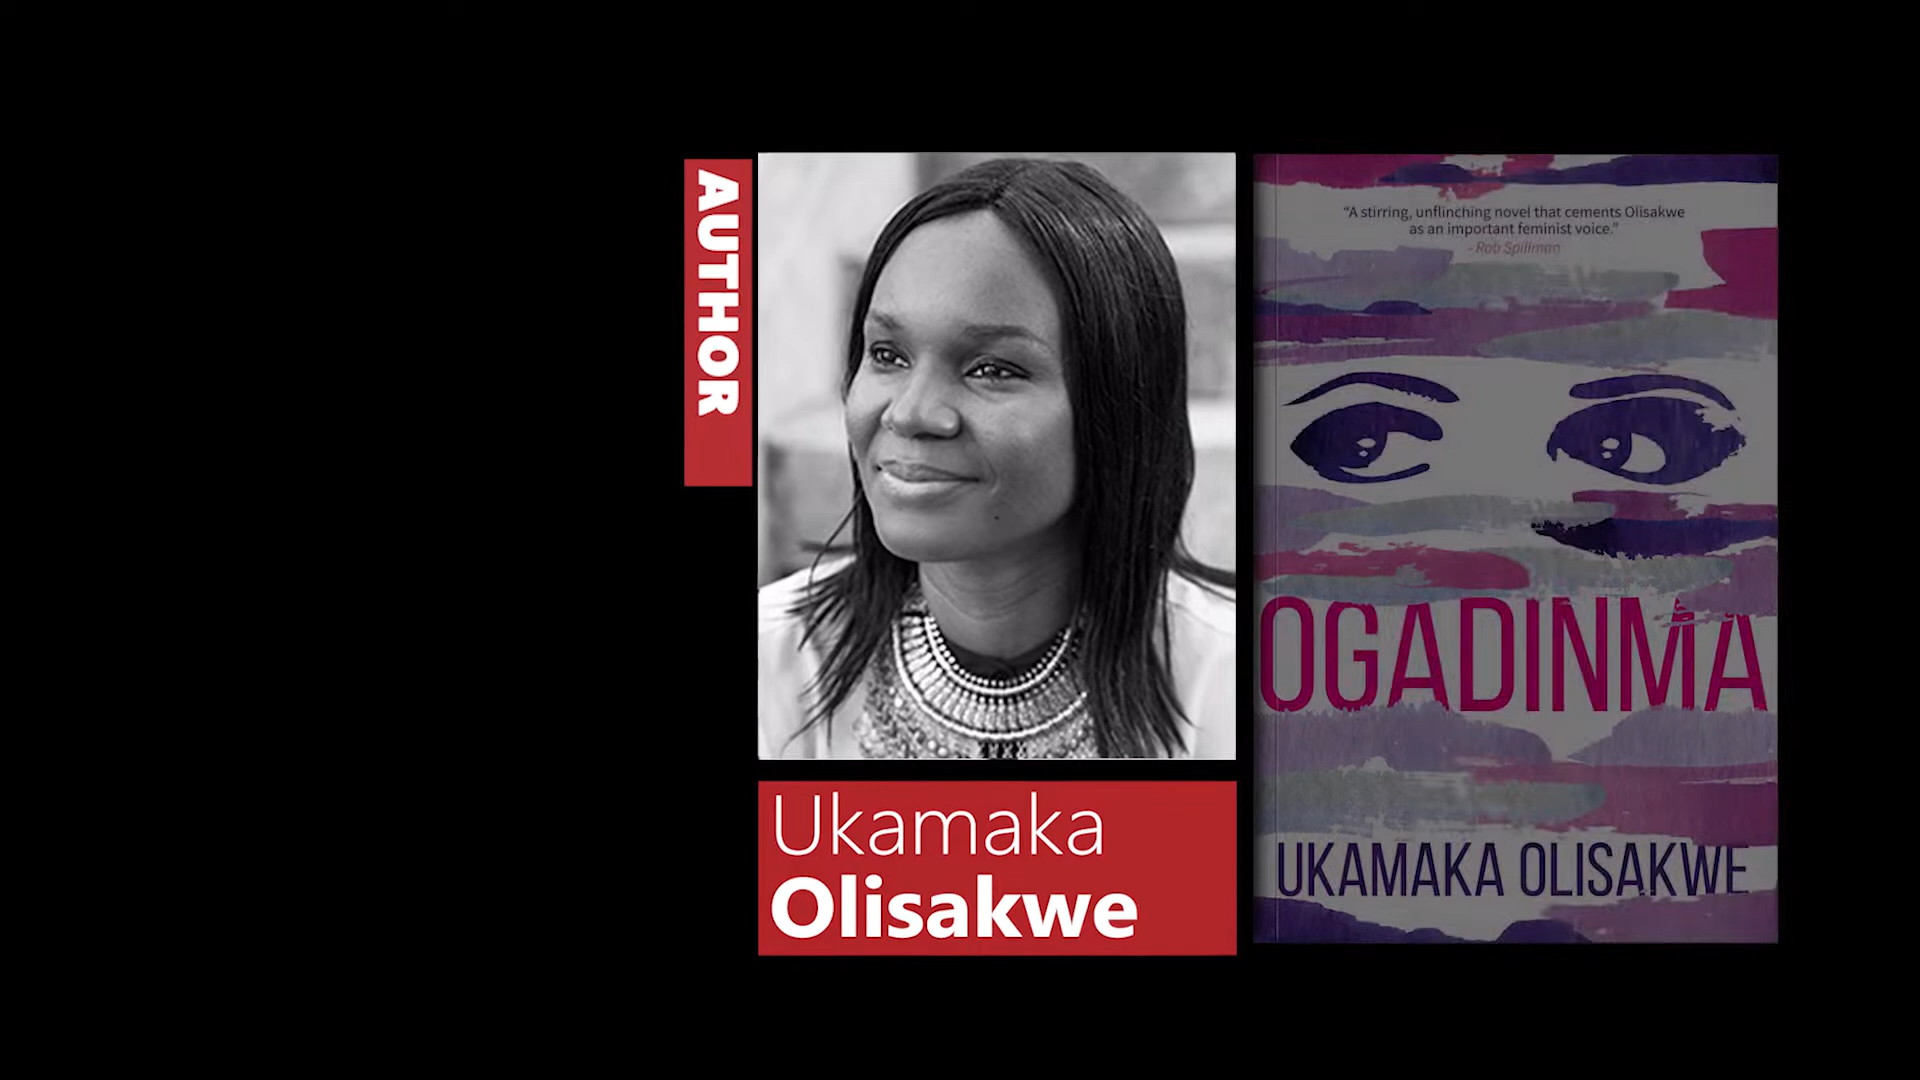 AUTHOR
Ukamaka
Olisakwe
“A stirring, unflinching novel that cements Olisakwe
as an important feminist voice.”
- Rob Spillman
OGADINMA
UKAMAKA OLISAKWE